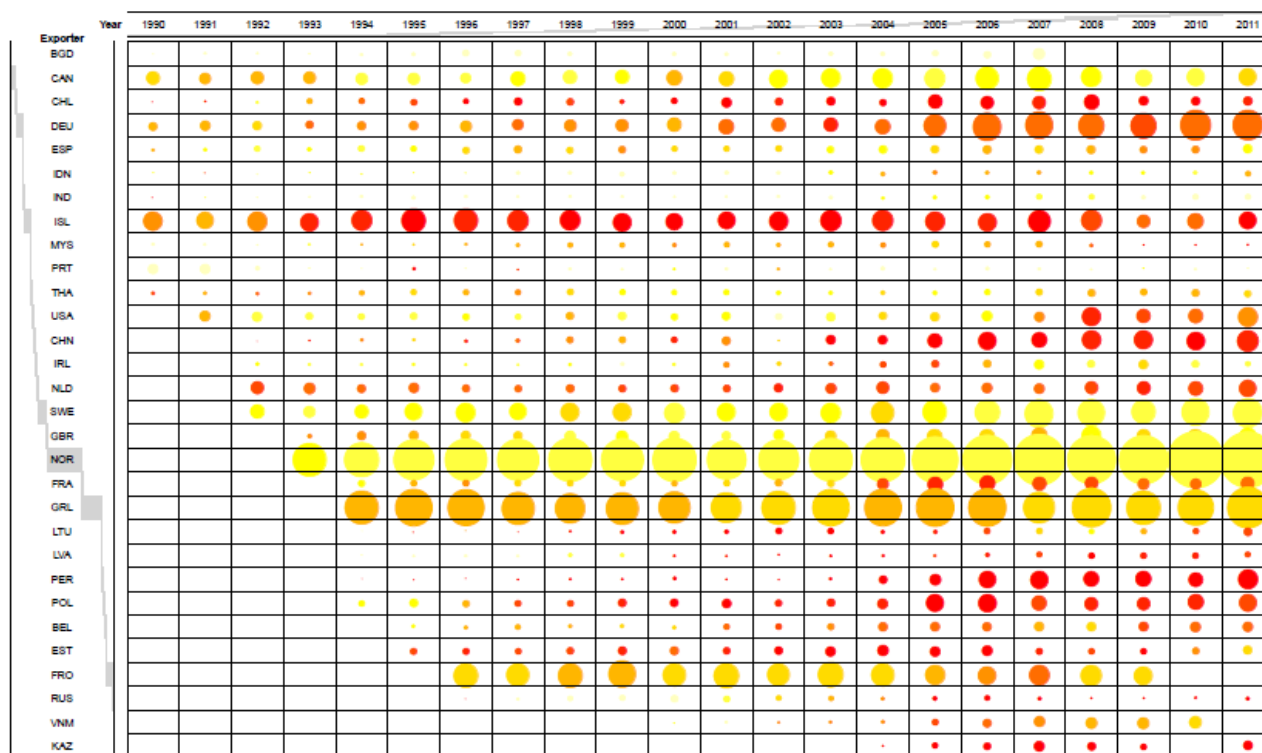 Year 1990 1991 1992 1993 1994 1995 1996 1997 1998 1999 2000 2001 2002 2003 2004 2005 2006 2007 2008 2009 2010 2011
Exporter
BGD
CAN
CHL
DEU
ESP
IDN
IND
ISL
MYS
PRT
THA
USA
CHN
IRL
NLD
SWE
GBR
NOR
FRA
GRL
LTU
LVA
PER
POL
BEL
EST
FRO
RUS
VNM
KAZ